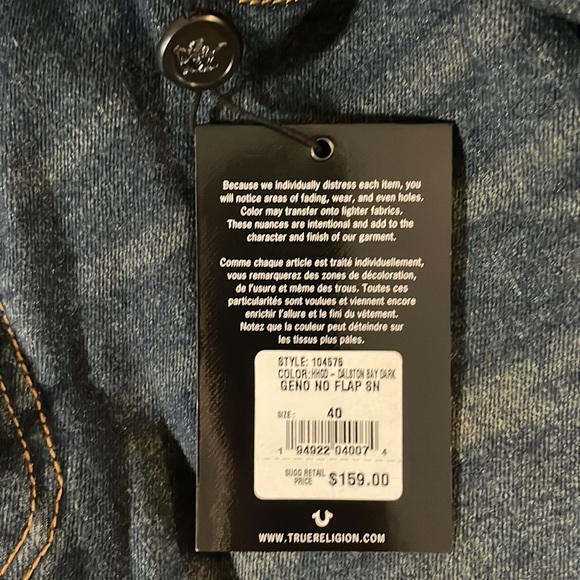 Because we individually distress each item, you
will notice areas of fading, wear, and even holes.
Color may transfer onto lighter fabrics.
These nuances are intentional and add to the
character and finish of our garment.
Comme chaque article est traité individuellement,
vous remarquerez des zones de décoloration,
de l'usure et même des trous. Toutes ces
particularités sont voulues et viennent encore
enrichir l'allure et le fini du vêtement.
Notez que la couleur peut déteindre sur
les tissus plus pâles.
STYLE: 104575
COLOR:HHGD - DALSTON BAY DARK
GENO NO FLAP SN
SIZE: 40
1 94922 04007 4
SUGG RETAIL
PRICE $159.00
WWW.TRUERELIGION.COM